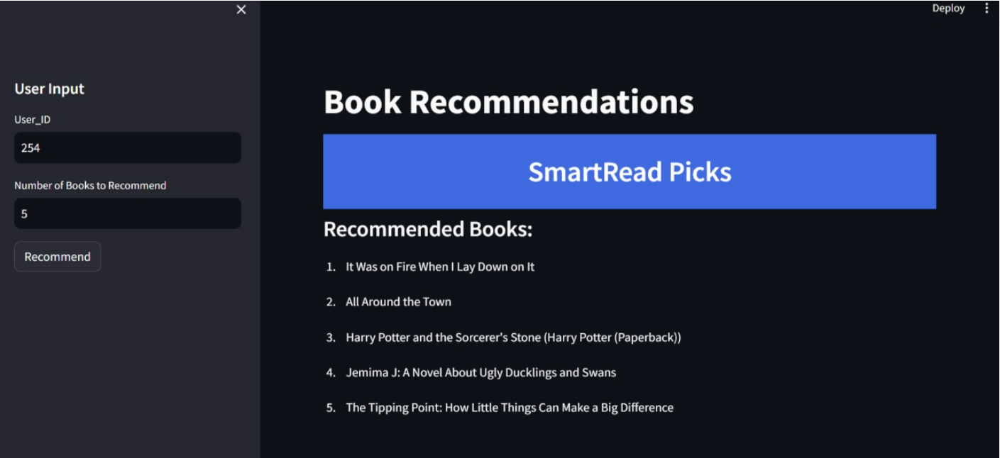 Deploy
User Input
User_ID
254
Number of Books to Recommend
5
Recommend
Book Recommendations
SmartRead Picks
Recommended Books:
1. It Was on Fire When I Lay Down on It
2. All Around the Town
3. Harry Potter and the Sorcerer's Stone (Harry Potter (Paperback))
4. Jemima J: A Novel About Ugly Ducklings and Swans
5. The Tipping Point: How Little Things Can Make a Big Difference